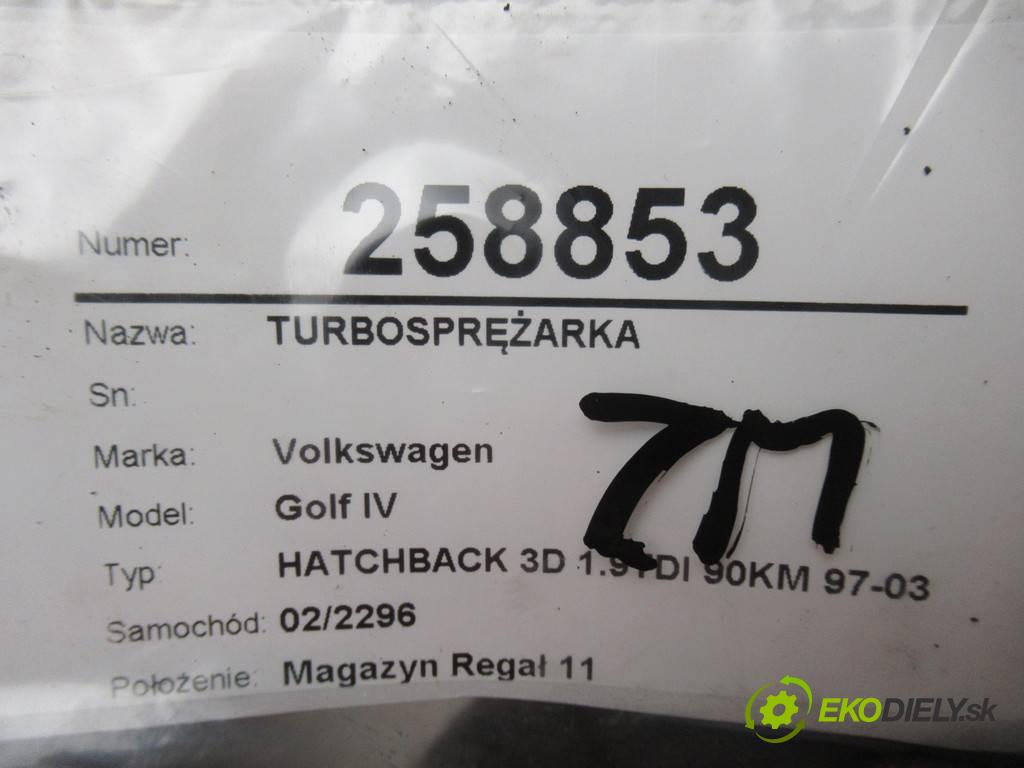 Numer: 258853
Nazwa: TURBOSPRĘŻARKA
Sn:
Marka: Volkswagen
Model: Golf IV
ZM
Typ: HATCHBACK 3D 1.9TDI 90KM 97-03
Samochód: 02/2296
Położenie: Magazyn Regał 11
EKODIELY.sk